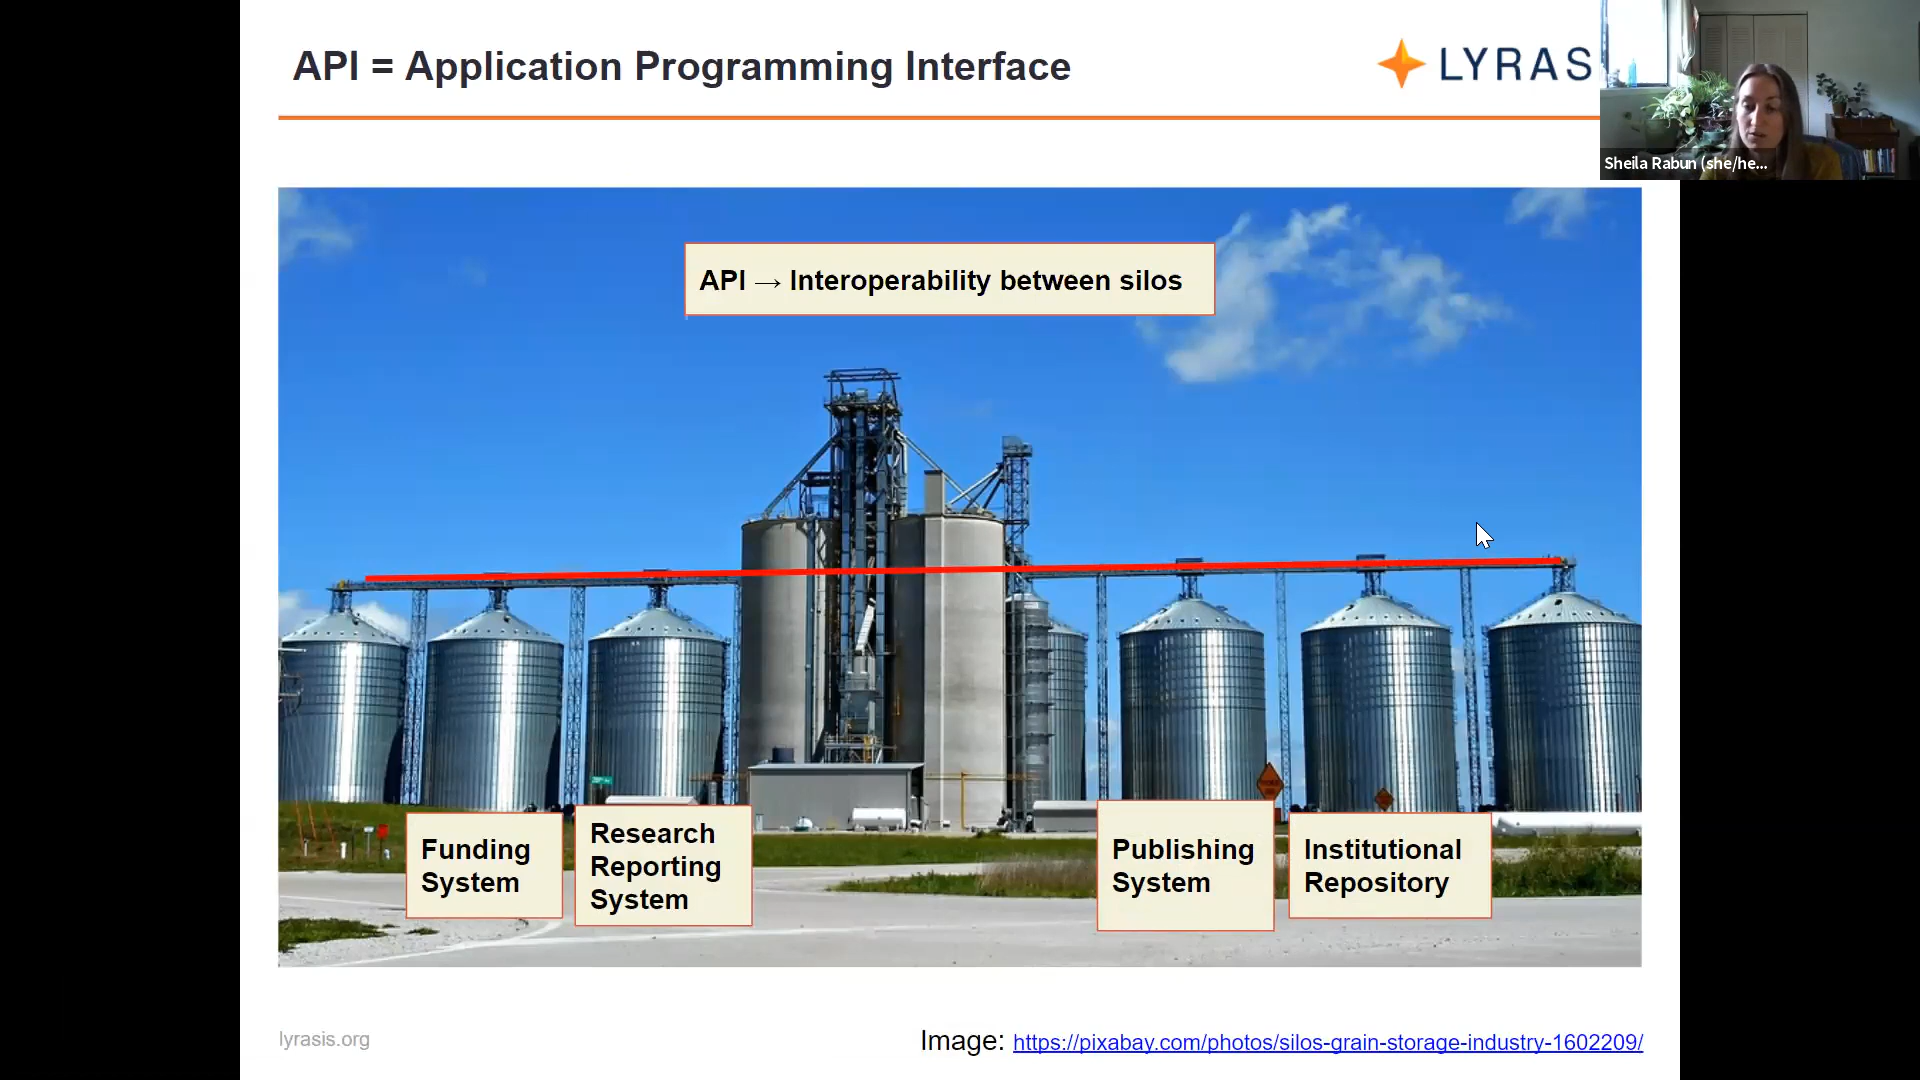 API = Application Programming Interface
LYRAS
Sheila Rabun (she/he...
API → Interoperability between silos
Funding
System
Research
Reporting
System
Publishing
System
Institutional
Repository
lyrasis.org
Image: https://pixabay.com/photos/silos-grain-storage-industry-1602209/